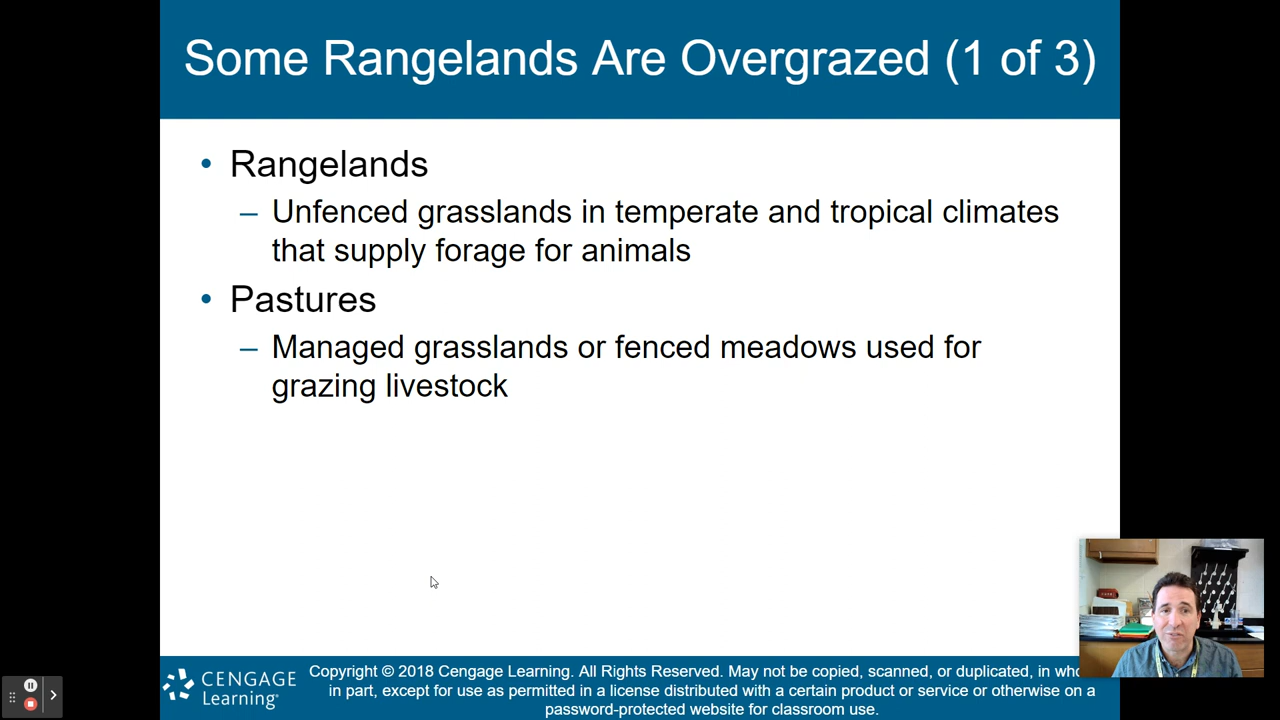 Some Rangelands Are Overgrazed (1 of 3)
• Rangelands
– Unfenced grasslands in temperate and tropical climates
that supply forage for animals
• Pastures
– Managed grasslands or fenced meadows used for
grazing livestock
CENGAGE
Learning
Copyright © 2018 Cengage Learning. All Rights Reserved. May not be copied, scanned, or duplicated, in
in part, except for use as permitted in a license distributed with a certain product or service or otherwise on a
password-protected website for classroom use.